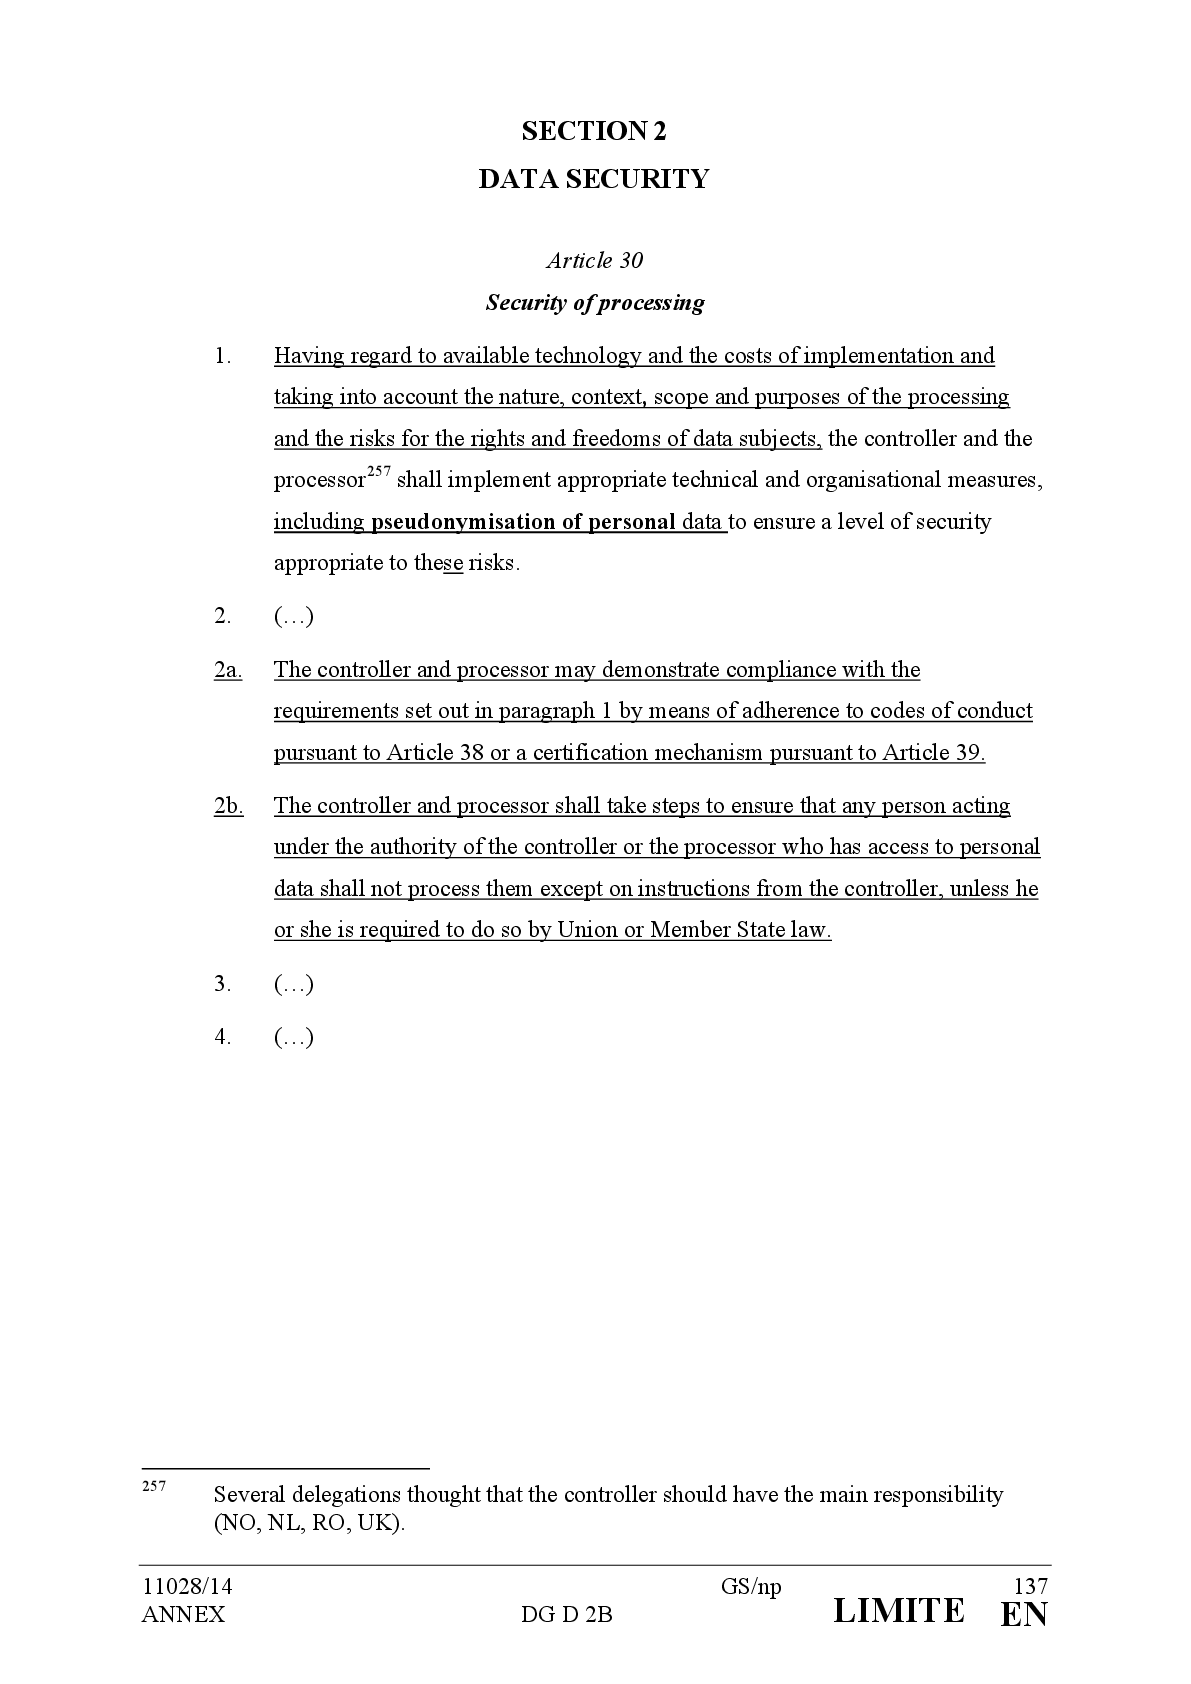 SECTION 2
DATA SECURITY
Article 30
Security of processing
1. Having regard to available technology and the costs of implementation and
taking into account the nature, context, scope and purposes of the processing
and the risks for the rights and freedoms of data subjects, the controller and the
processor257 shall implement appropriate technical and organisational measures,
including pseudonymisation of personal data to ensure a level of security
appropriate to these risks.
2. (…)
2a. The controller and processor may demonstrate compliance with the
requirements set out in paragraph 1 by means of adherence to codes of conduct
pursuant to Article 38 or a certification mechanism pursuant to Article 39.
2b. The controller and processor shall take steps to ensure that any person acting
under the authority of the controller or the processor who has access to personal
data shall not process them except on instructions from the controller, unless he
or she is required to do so by Union or Member State law.
3. (…)
4. (…)
257 Several delegations thought that the controller should have the main responsibility
(NO, NL, RO, UK).
11028/14 GS/np 137
ANNEX DG D 2B LIMITE EN